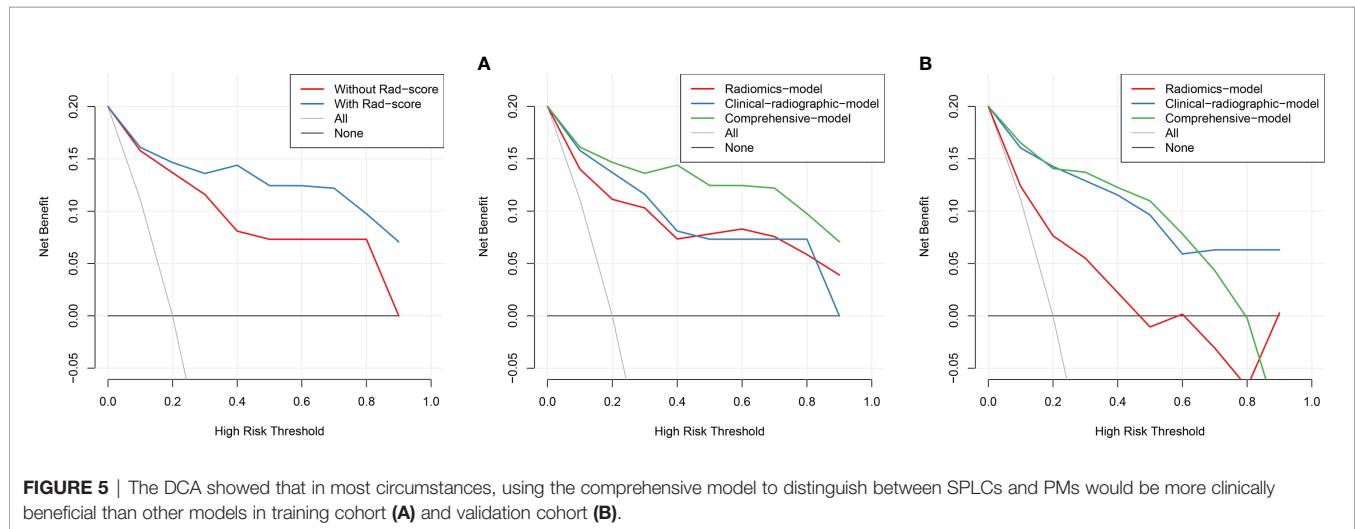 Without Rad-score
With Rad-score
All
None
Net Benefit
0.20
0.15
0.10
0.05
0.00
−0.05
0.0 0.2 0.4 0.6 0.8 1.0
High Risk Threshold
A
Radiomics-model
Clinical-radiographic-model
Comprehensive-model
All
None
Net Benefit
0.20
0.15
0.10
0.05
0.00
−0.05
0.0 0.2 0.4 0.6 0.8 1.0
High Risk Threshold
B
Radiomics-model
Clinical-radiographic-model
Comprehensive-model
All
None
Net Benefit
0.20
0.15
0.10
0.05
0.00
−0.05
0.0 0.2 0.4 0.6 0.8 1.0
High Risk Threshold
FIGURE 5 | The DCA showed that in most circumstances, using the comprehensive model to distinguish between SPLCs and PMs would be more clinically
beneficial than other models in training cohort (A) and validation cohort (B).